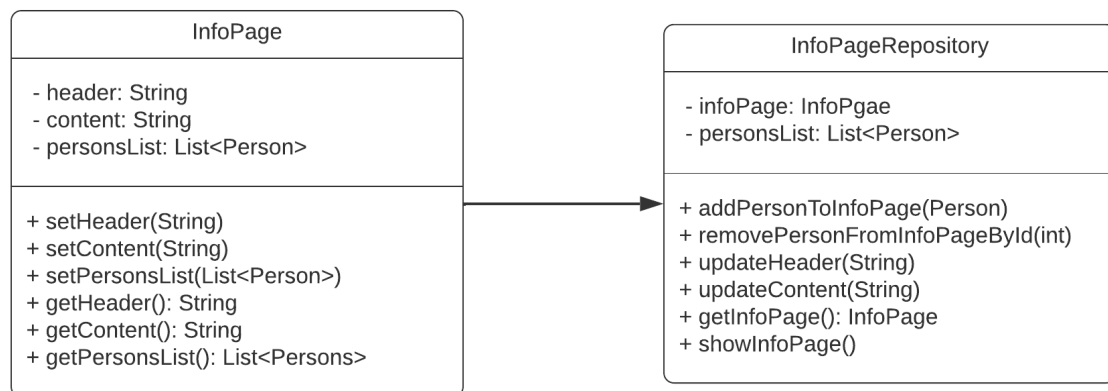 InfoPage
- header: String
- content: String
- personsList: List<Person>
+ setHeader(String)
+ setContent(String)
+ setPersonsList(List<Person>)
+ getHeader(): String
+ getContent(): String
+ getPersonsList(): List<Persons>
InfoPageRepository
- infoPage: InfoPgae
- personsList: List<Person>
+ addPersonToInfoPage(Person)
+ removePersonFromInfoPageById(int)
+ updateHeader(String)
+ updateContent(String)
+ getInfoPage(): InfoPage
+ showInfoPage()